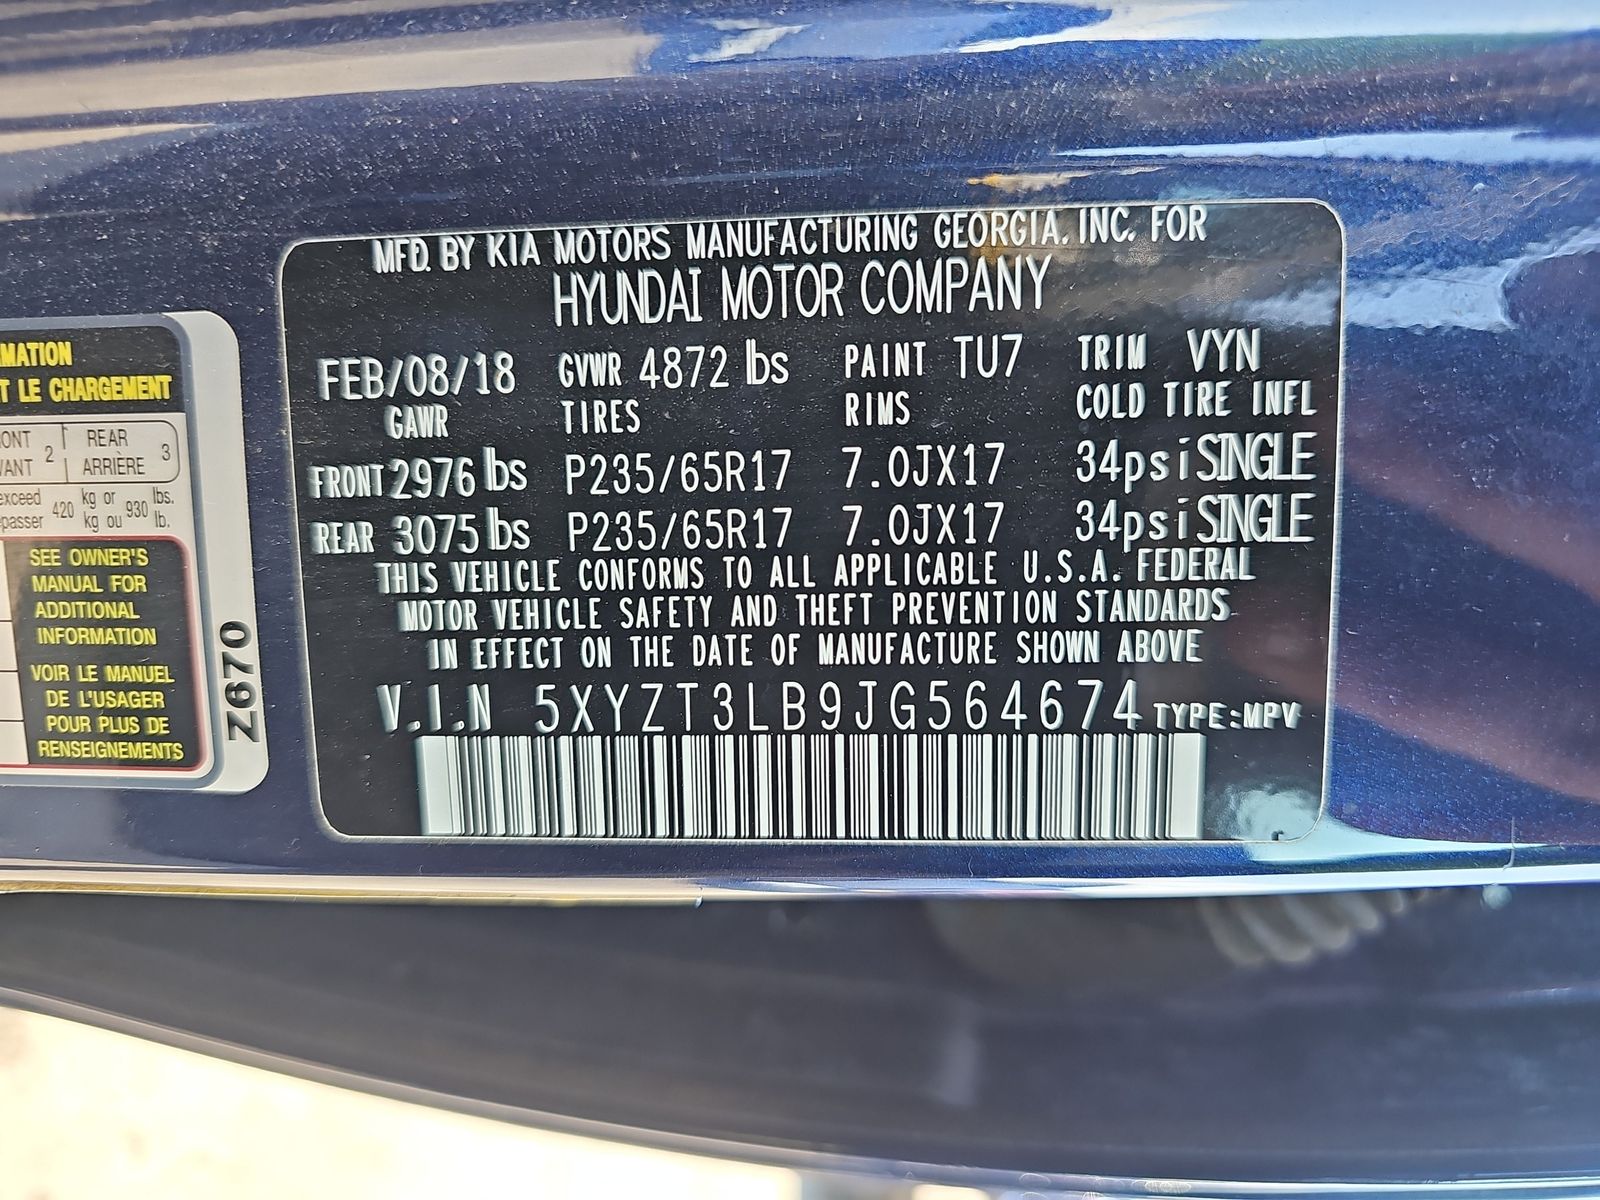 MFD. BY KIA MOTORS MANUFACTURING GEORGIA, INC. FOR
HYUNDAI MOTOR COMPANY
FEB/08/18 GVWR 4872 lbs PAINT TU7 TRIM VYN
GAWR TIRES RIMS COLD TIRE INFL
FRONT 2976 lbs P235/65R17 7.0JX17 34psi SINGLE
REAR 3075 lbs P235/65R17 7.0JX17 34psi SINGLE
THIS VEHICLE CONFORMS TO ALL APPLICABLE U.S.A. FEDERAL
MOTOR VEHICLE SAFETY AND THEFT PREVENTION STANDARDS
IN EFFECT ON THE DATE OF MANUFACTURE SHOWN ABOVE
V.I.N 5XYZT3LB9JG564674 TYPE:MPV
MATION
T LE CHARGEMENT
ONT 2 REAR 3
VANT ARRIÈRE
exceed 420 kg or 930 lbs.
passer kg ou lb.
SEE OWNER'S
MANUAL FOR
ADDITIONAL
INFORMATION
VOIR LE MANUEL
DE L'USAGER
POUR PLUS DE
RENSEIGNEMENTS
Z670